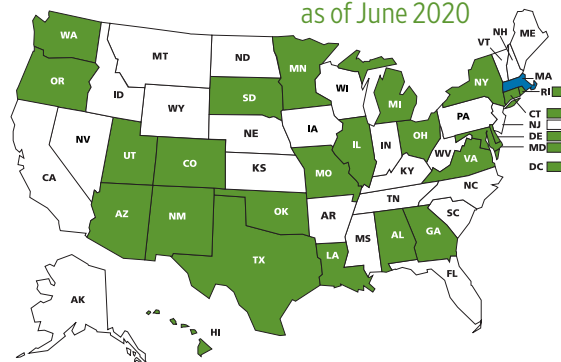 as of June 2020
WA
MT
ND
MN
VT
NH
ME
OR
ID
WY
SD
WI
MI
NY
MA
RI
CT
NJ
DE
MD
DC
NV
UT
CO
NE
IA
IL
IN
OH
PA
WV
VA
CA
KS
MO
KY
NC
TN
AZ
NM
OK
AR
SC
TX
LA
MS
AL
GA
FL
AK
HI